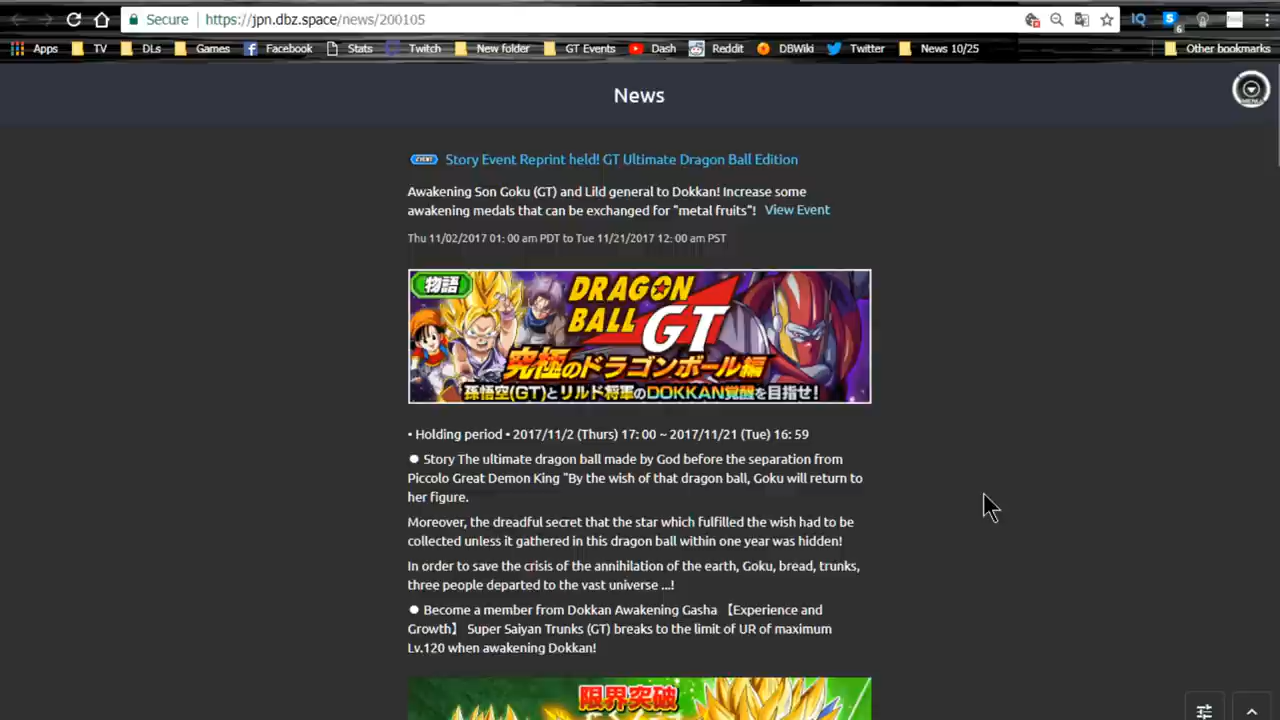 Secure https://jpn.dbz.space/news/200105
IQ
S
6
Apps TV DLs Games Facebook Stats Twitch New folder GT Events Dash Reddit DBWiki Twitter News 10/25 Other bookmarks
News
MENU
EVENT Story Event Reprint held! GT Ultimate Dragon Ball Edition
Awakening Son Goku (GT) and Lild general to Dokkan! Increase some
awakening medals that can be exchanged for "metal fruits"! View Event
Thu 11/02/2017 01: 00 am PDT to Tue 11/21/2017 12: 00 am PST
物語
DRAGON
BALL GT
究極のドラゴンボール編
孫悟空(GT)とリルド将軍のDOKKAN覚醒を目指せ!
• Holding period • 2017/11/2 (Thurs) 17: 00 ~ 2017/11/21 (Tue) 16: 59
● Story The ultimate dragon ball made by God before the separation from
Piccolo Great Demon King "By the wish of that dragon ball, Goku will return to
her figure.
Moreover, the dreadful secret that the star which fulfilled the wish had to be
collected unless it gathered in this dragon ball within one year was hidden!
In order to save the crisis of the annihilation of the earth, Goku, bread, trunks,
three people departed to the vast universe ...!
● Become a member from Dokkan Awakening Gasha 【Experience and
Growth】 Super Saiyan Trunks (GT) breaks to the limit of UR of maximum
Lv.120 when awakening Dokkan!
限界突破